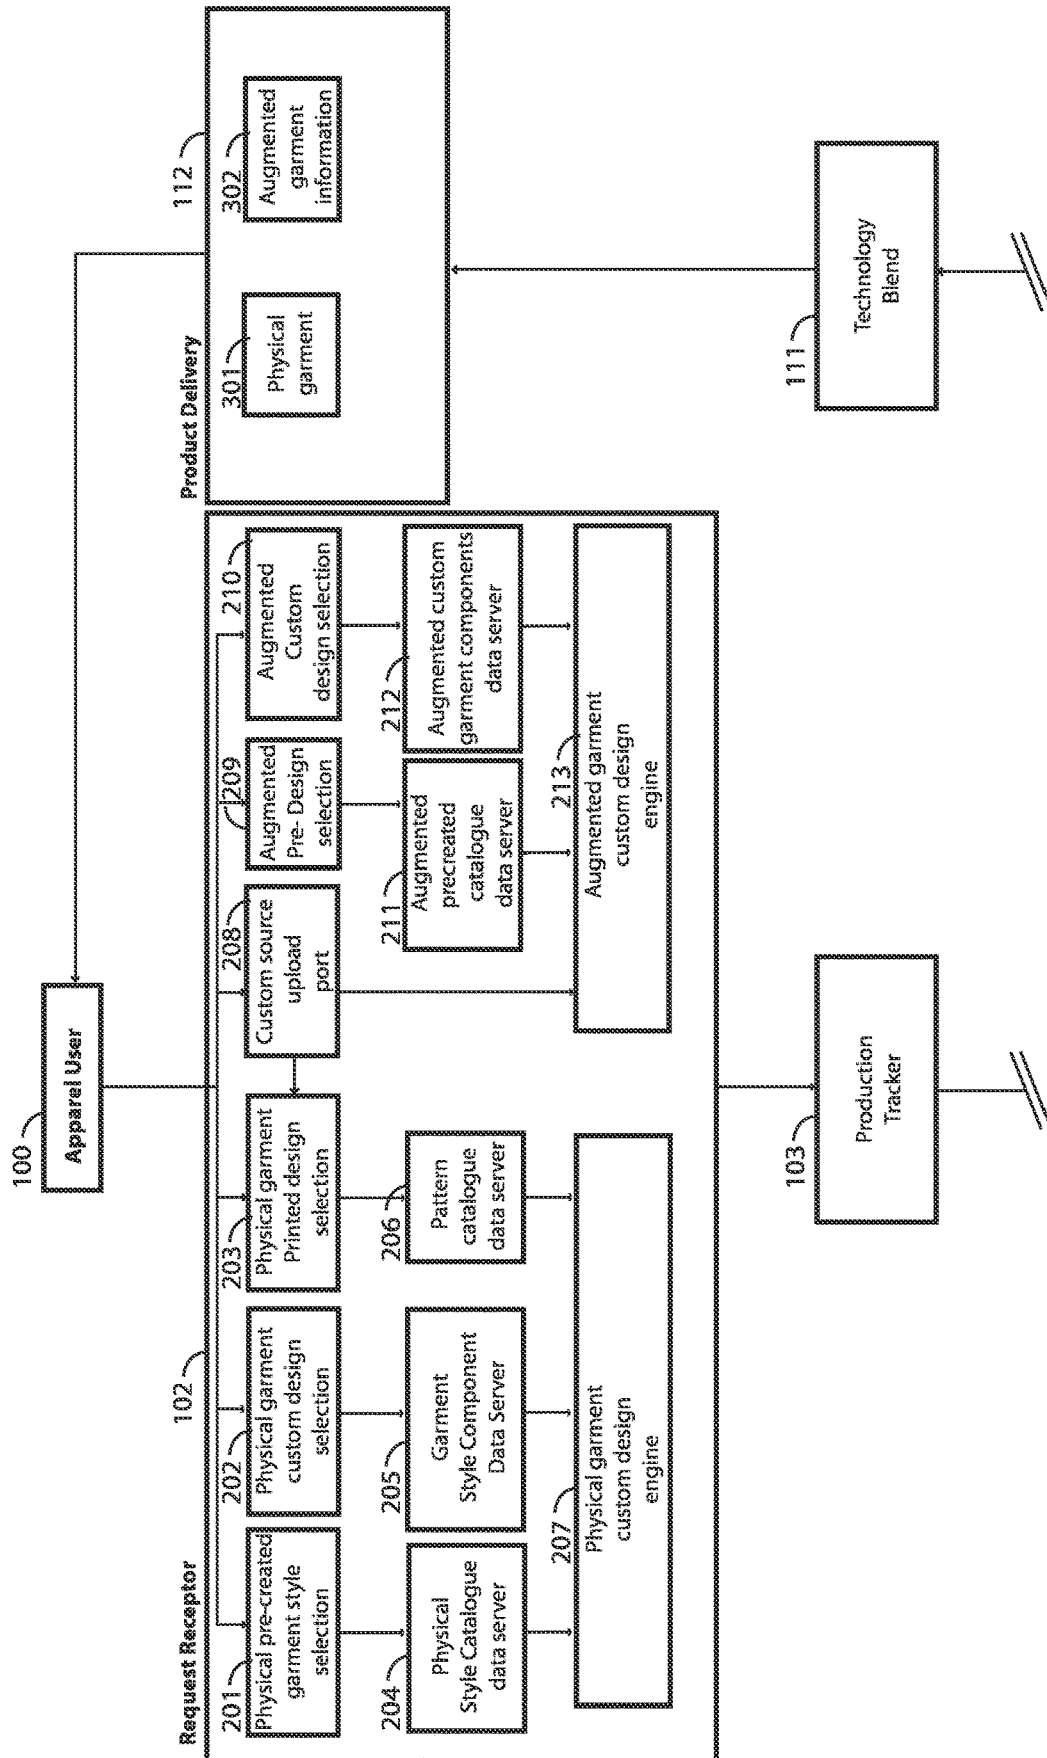 100
Apparel User
Request Receptor
102
201
Physical pre-created
garment style
selection
202
Physical garment
custom design
selection
203
Physical garment
Printed design
selection
208
Custom source
upload
port
209
Augmented
Pre- Design
selection
210
Augmented
Custom
design selection
204
Physical
Style Catalogue
data server
205
Garment
Style Component
Data Server
206
Pattern
catalogue
data server
211
Augmented
precreated
catalogue
data server
212
Augmented custom
garment components
data server
207
Physical garment
custom design
engine
213
Augmented garment
custom design
engine
Product Delivery
112
301
Physical
garment
302
Augmented
garment
information
103
Production
Tracker
111
Technology
Blend